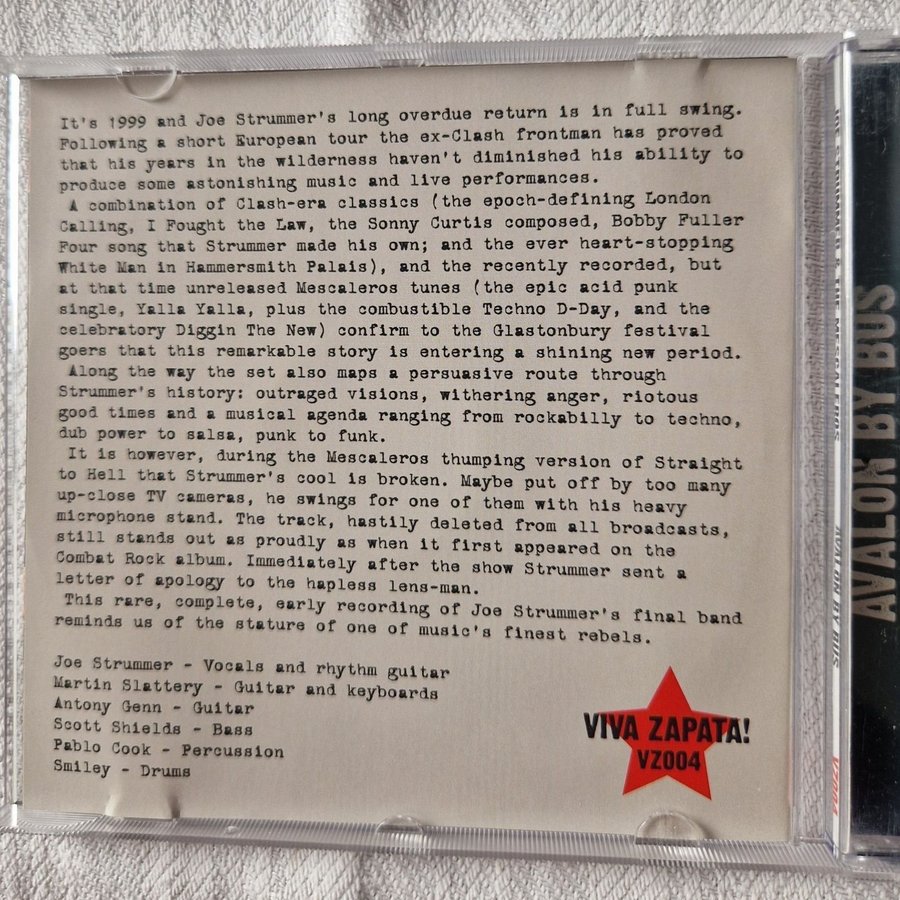 It's 1999 and Joe Strummer's long overdue return is in full swing.
Following a short European tour the ex-Clash frontman has proved
that his years in the wilderness haven't diminished his ability to
produce some astonishing music and live performances.
A combination of Clash-era classics (the epoch-defining London
Calling, I Fought the Law, the Sonny Curtis composed, Bobby Fuller
Four song that Strummer made his own; and the ever heart-stopping
White Man in Hammersmith Palais), and the recently recorded, but
at that time unreleased Mescaleros tunes (the epic acid punk
single, Yalla Yalla, plus the combustible Techno D-Day, and the
celebratory Diggin The New) confirm to the Glastonbury festival
goers that this remarkable story is entering a shining new period.
Along the way the set also maps a persuasive route through
Strummer's history: outraged visions, withering anger, riotous
good times and a musical agenda ranging from rockabilly to techno,
dub power to salsa, punk to funk.
It is however, during the Mescaleros thumping version of Straight
to Hell that Strummer's cool is broken. Maybe put off by too many
up-close TV cameras, he swings for one of them with his heavy
microphone stand. The track, hastily deleted from all broadcasts,
still stands out as proudly as when it first appeared on the
Combat Rock album. Immediately after the show Strummer sent a
letter of apology to the hapless lens-man.
This rare, complete, early recording of Joe Strummer's final band
reminds us of the stature of one of music's finest rebels.
Joe Strummer - Vocals and rhythm guitar
Martin Slattery - Guitar and keyboards
Antony Genn - Guitar
Scott Shields - Bass
Pablo Cook - Percussion
Smiley - Drums
VIVA ZAPATA!
VZ004
JOE STRUMMER & THE MESCALEROS
AVALON BY BUS
VZ004
AVALON BY BUS